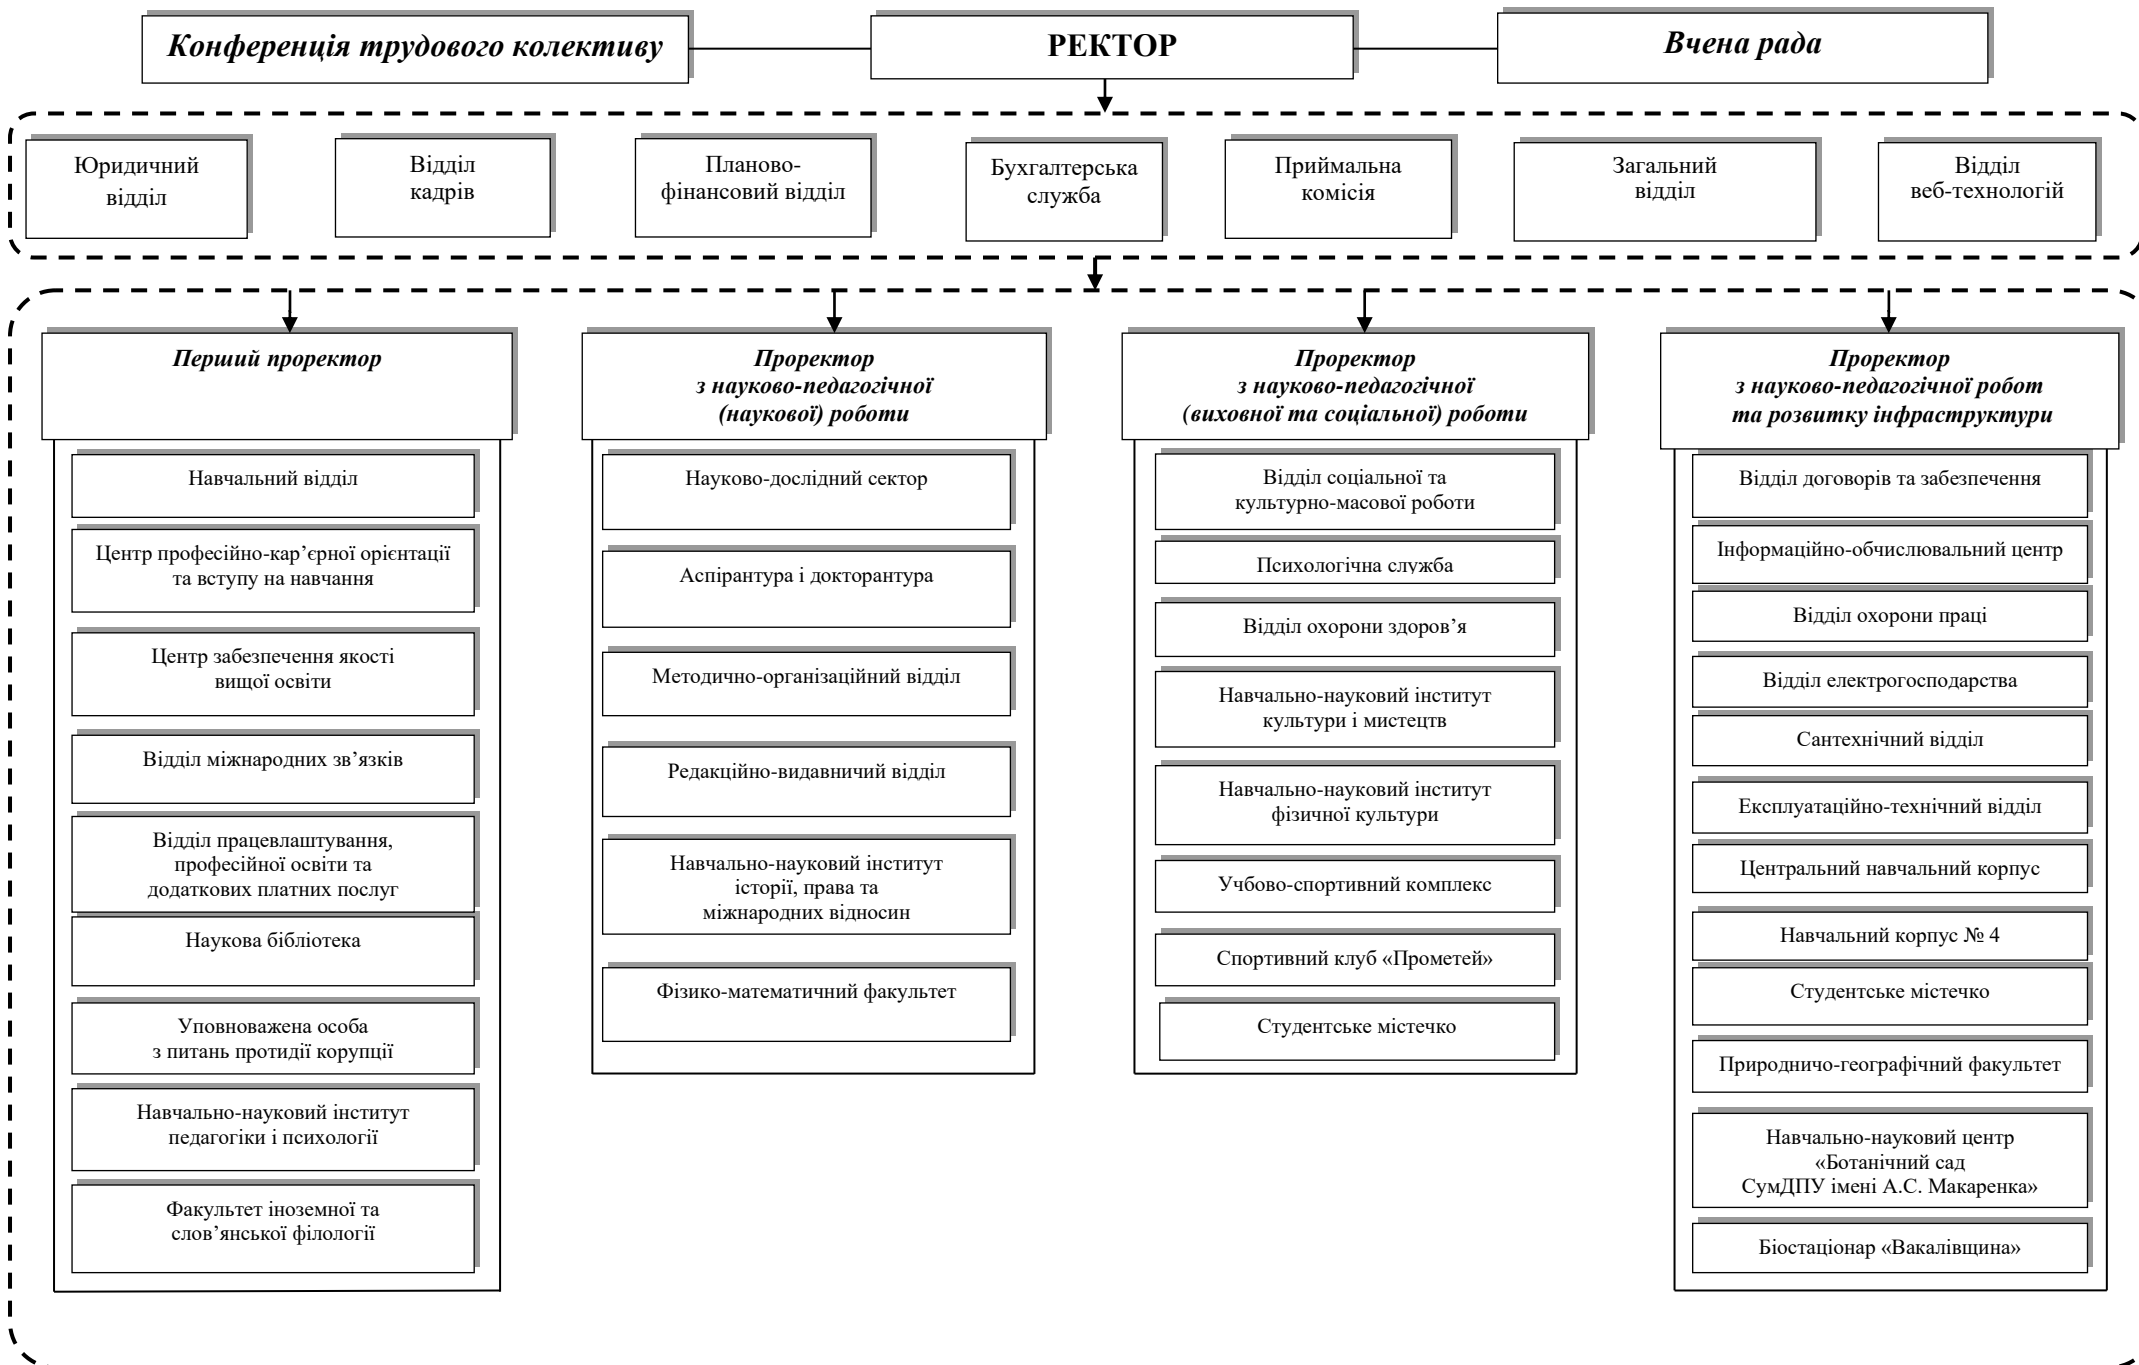 Конференція трудового колективу
РЕКТОР
Вчена рада
Юридичний
відділ
Відділ
кадрів
Планово-
фінансовий відділ
Бухгалтерська
служба
Приймальна
комісія
Загальний
відділ
Відділ
веб-технологій
Перший проректор
Навчальний відділ
Центр професійно-кар’єрної орієнтації
та вступу на навчання
Центр забезпечення якості
вищої освіти
Відділ міжнародних зв’язків
Відділ працевлаштування,
професійної освіти та
додаткових платних послуг
Наукова бібліотека
Уповноважена особа
з питань протидії корупції
Навчально-науковий інститут
педагогіки і психології
Факультет іноземної та
слов’янської філології
Проректор
з науково-педагогічної
(наукової) роботи
Науково-дослідний сектор
Аспірантура і докторантура
Методично-організаційний відділ
Редакційно-видавничий відділ
Навчально-науковий інститут
історії, права та
міжнародних відносин
Фізико-математичний факультет
Проректор
з науково-педагогічної
(виховної та соціальної) роботи
Відділ соціальної та
культурно-масової роботи
Психологічна служба
Відділ охорони здоров’я
Навчально-науковий інститут
культури і мистецтв
Навчально-науковий інститут
фізичної культури
Учбово-спортивний комплекс
Спортивний клуб «Прометей»
Студентське містечко
Проректор
з науково-педагогічної робот
та розвитку інфраструктури
Відділ договорів та забезпечення
Інформаційно-обчислювальний центр
Відділ охорони праці
Відділ електрогосподарства
Сантехнічний відділ
Експлуатаційно-технічний відділ
Центральний навчальний корпус
Навчальний корпус № 4
Студентське містечко
Природничо-географічний факультет
Навчально-науковий центр
«Ботанічний сад
СумДПУ імені А.С. Макаренка»
Біостаціонар «Вакалівщина»